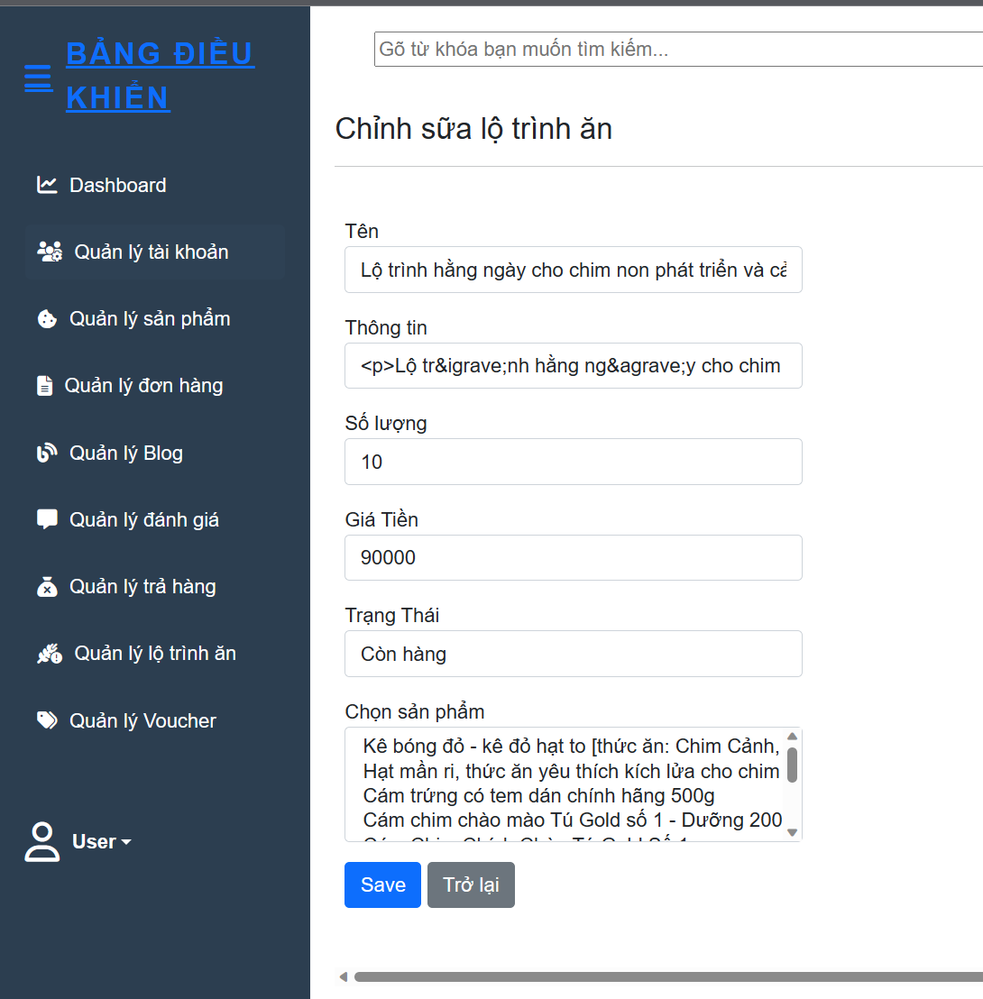 BẢNG ĐIỀU
KHIỂN
Gõ từ khóa bạn muốn tìm kiếm...
Chỉnh sửa lộ trình ăn
Dashboard
Quản lý tài khoản
Quản lý sản phẩm
Quản lý đơn hàng
Quản lý Blog
Quản lý đánh giá
Quản lý trả hàng
Quản lý lộ trình ăn
Quản lý Voucher
User
Tên
Lộ trình hằng ngày cho chim non phát triển và cả
Thông tin
<p>Lộ tr&igrave;nh hằng ng&agrave;y cho chim
Số lượng
10
Giá Tiền
90000
Trạng Thái
Còn hàng
Chọn sản phẩm
Kê bóng đỏ - kê đỏ hạt to [thức ăn: Chim Cảnh,
Hạt mần ri, thức ăn yêu thích kích lửa cho chim
Cám trứng có tem dán chính hãng 500g
Cám chim chào mào Tú Gold số 1 - Dưỡng 200
Save
Trở lại